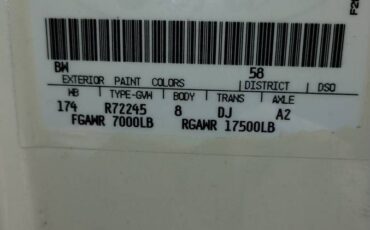 BW 58
EXTERIOR PAINT COLORS |DISTRICT | DSO
WB | TYPE-GVW | BODY | TRANS | AXLE
174 R72245 8 DJ A2
FGAWR 7000LB RGAWR 17500LB